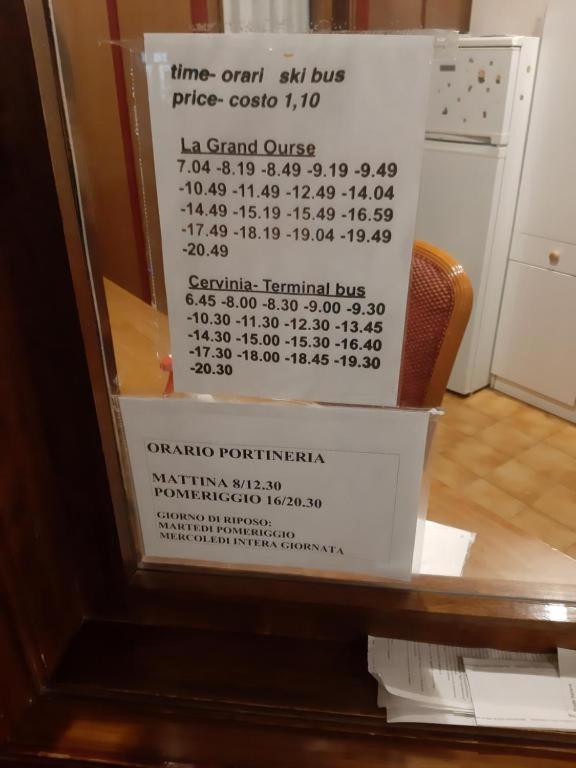 time- orari ski bus
price- costo 1,10
La Grand Ourse
7.04 -8.19 -8.49 -9.19 -9.49
-10.49 -11.49 -12.49 -14.04
-14.49 -15.19 -15.49 -16.59
-17.49 -18.19 -19.04 -19.49
-20.49
Cervinia- Terminal bus
6.45 -8.00 -8.30 -9.00 -9.30
-10.30 -11.30 -12.30 -13.45
-14.30 -15.00 -15.30 -16.40
-17.30 -18.00 -18.45 -19.30
-20.30
ORARIO PORTINERIA
MATTINA 8/12.30
POMERIGGIO 16/20.30
GIORNO DI RIPOSO:
MARTEDI POMERIGGIO
MERCOLEDI INTERA GIORNATA